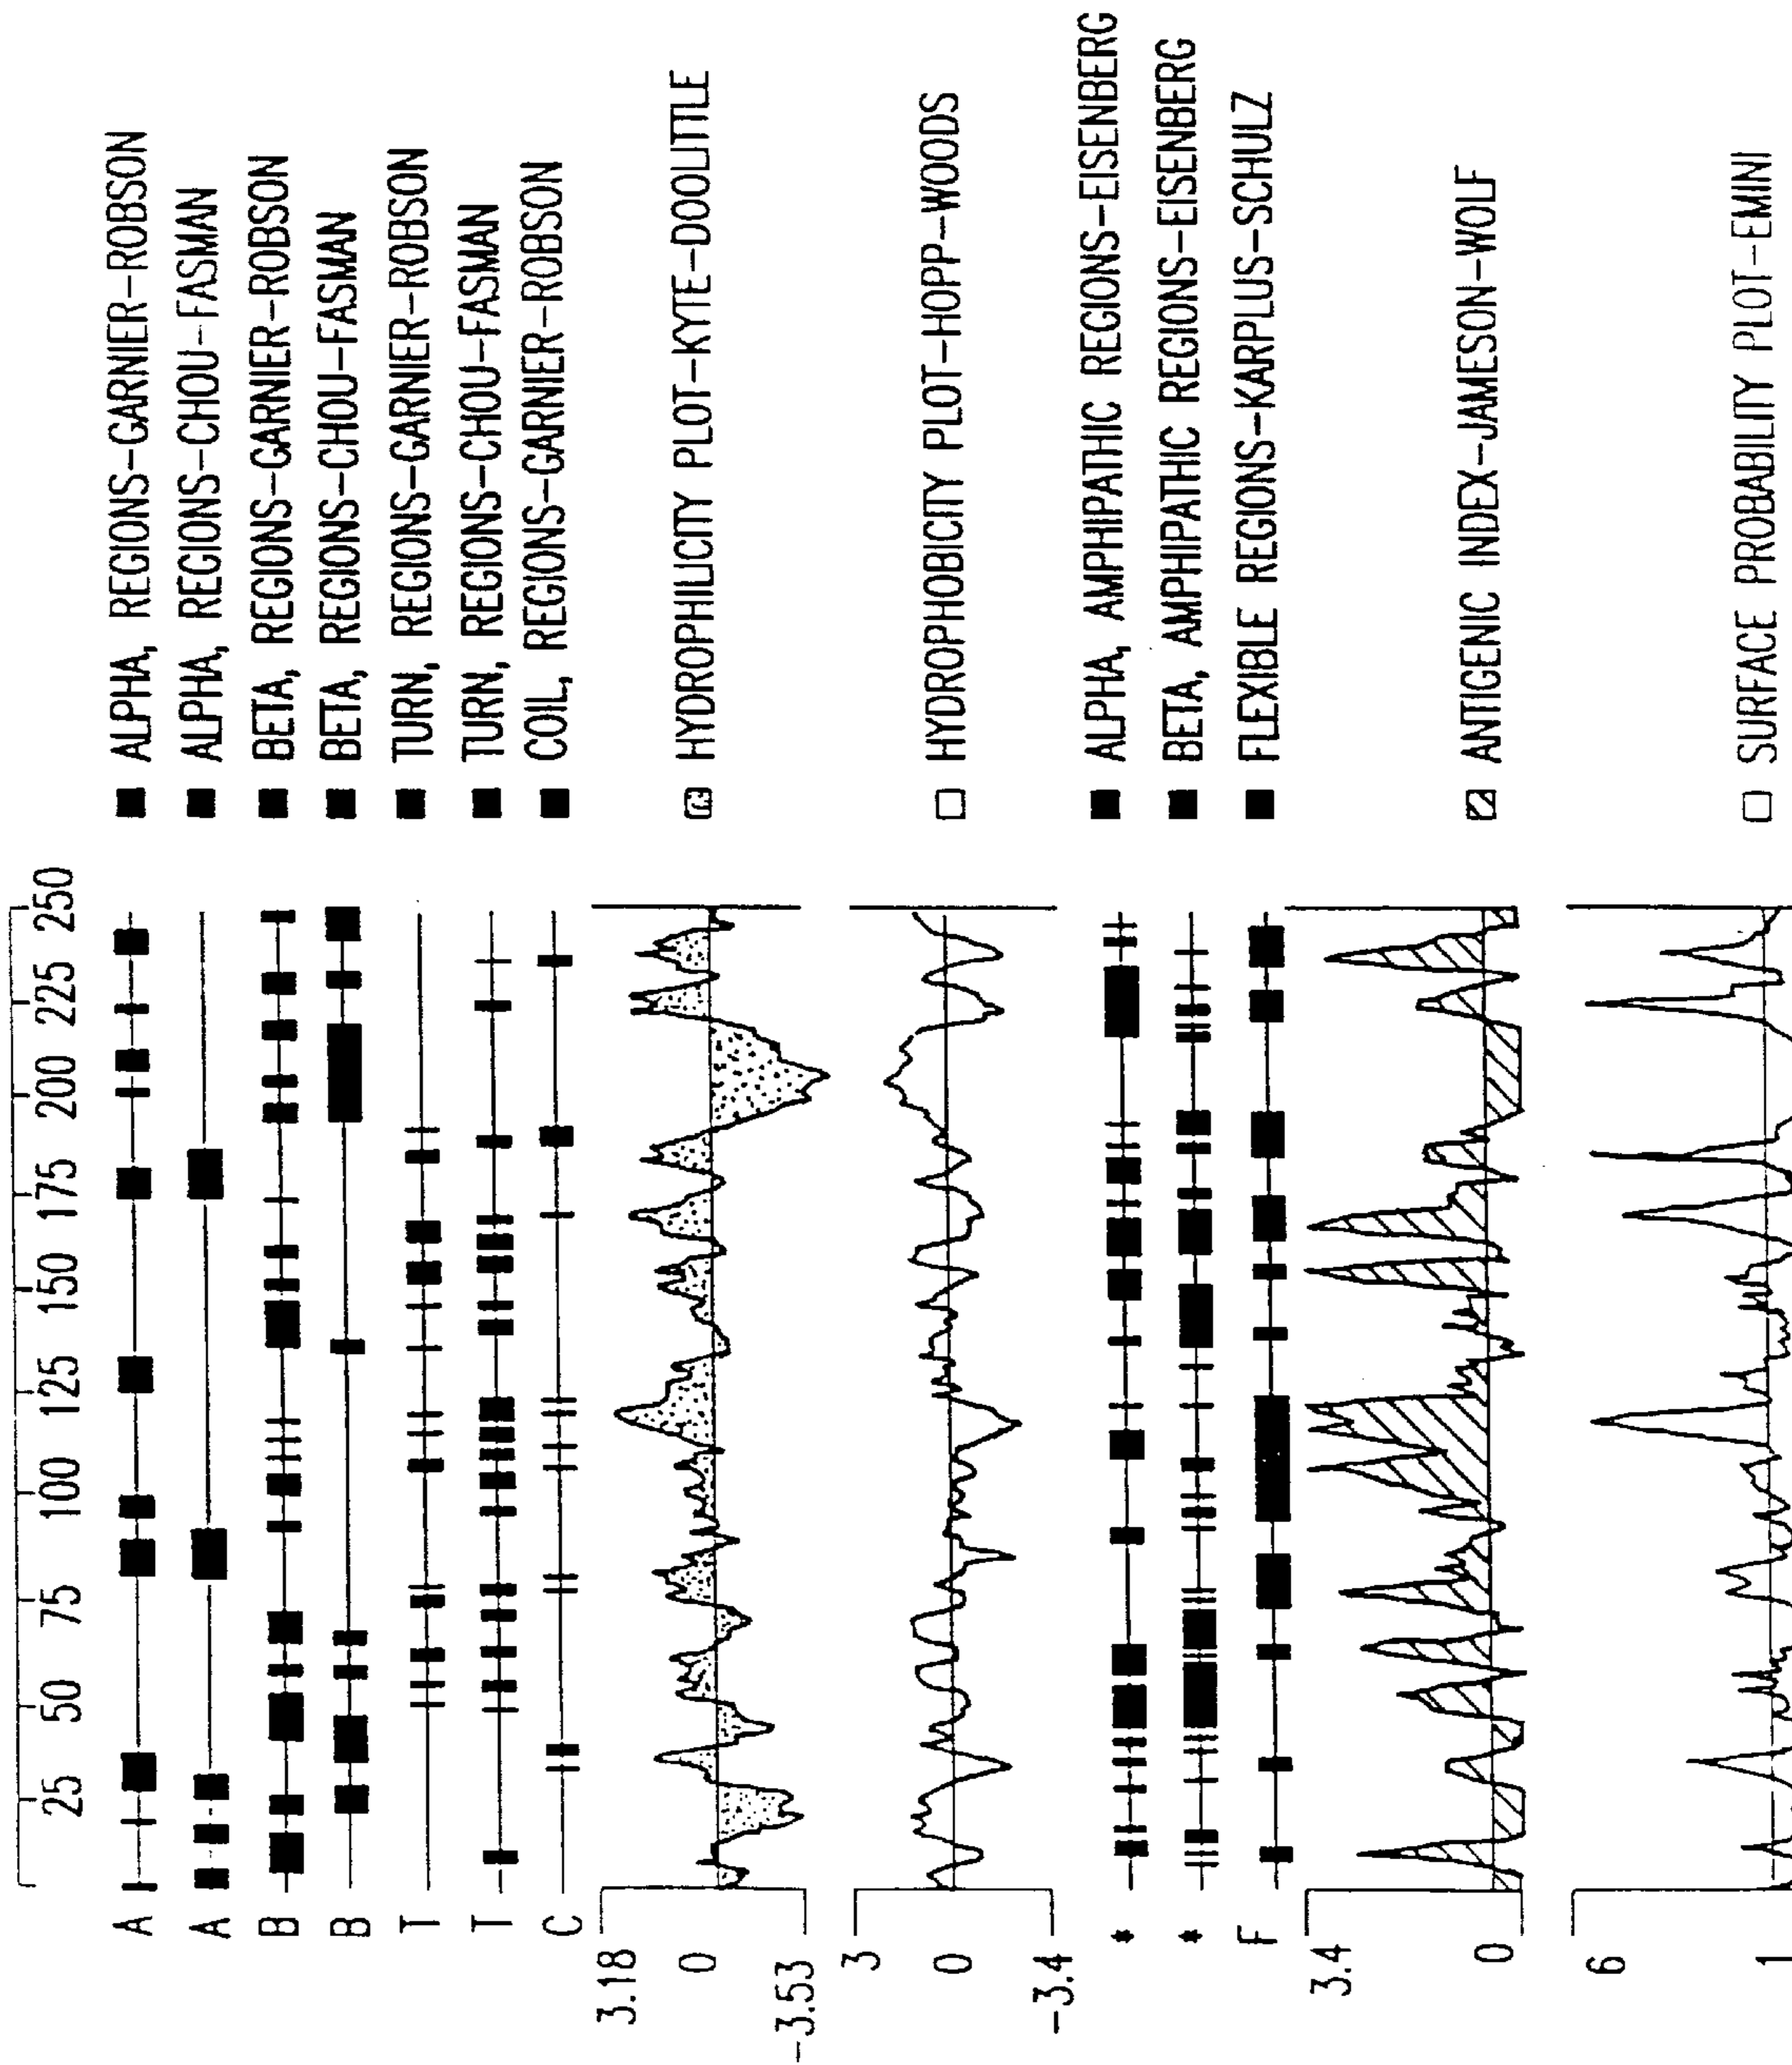 25 50 75 100 125 150 175 200 225 250
A ALPHA, REGIONS-GARNIER-ROBSON
A ALPHA, REGIONS-CHOU-FASMAN
B BETA, REGIONS-GARNIER-ROBSON
B BETA, REGIONS-CHOU-FASMAN
T TURN, REGIONS-GARNIER-ROBSON
T TURN, REGIONS-CHOU-FASMAN
C COIL, REGIONS-GARNIER-ROBSON
3.18
0 HYDROPHILICITY PLOT-KYTE-DOOLITTLE
-3.53
3
0 HYDROPHOBICITY PLOT-HOPP-WOODS
-3.4
* ALPHA, AMPHIPATHIC REGIONS-EISENBERG
* BETA, AMPHIPATHIC REGIONS-EISENBERG
F FLEXIBLE REGIONS-KARPLUS-SCHULZ
3.4
0 ANTIGENIC INDEX-JAMESON-WOLF
6
1 SURFACE PROBABILITY PLOT-EMINI